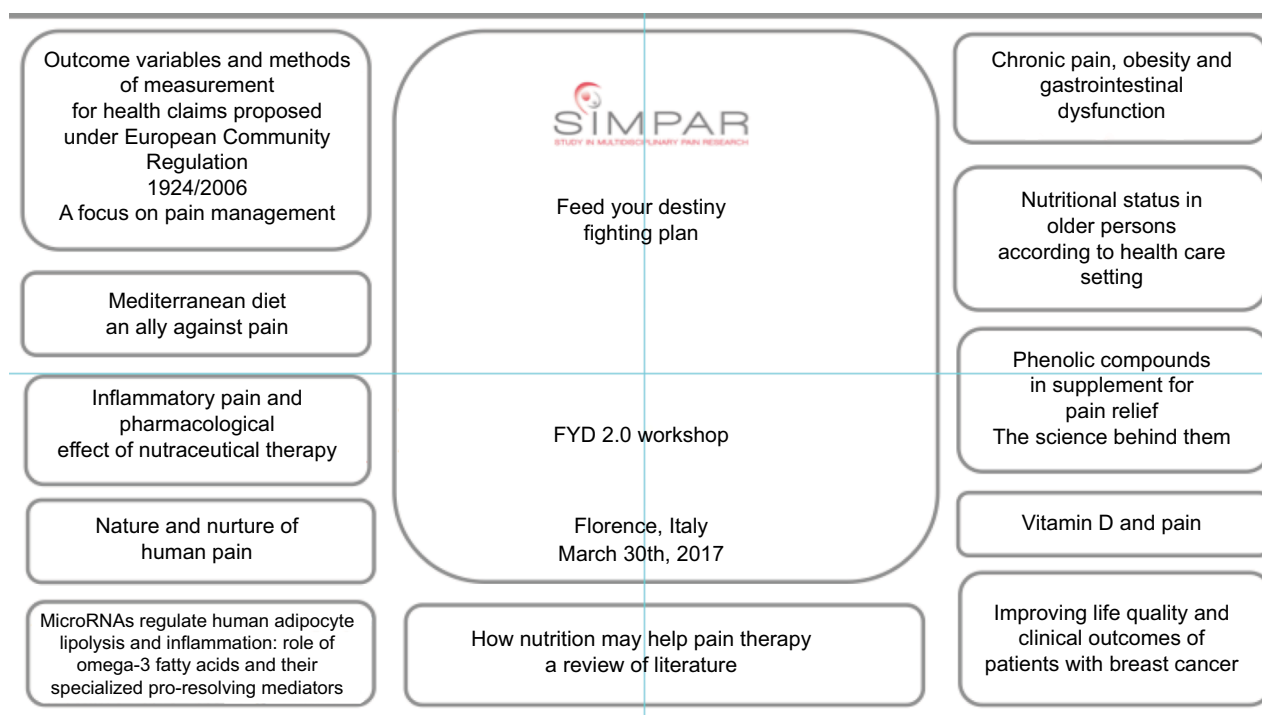 Outcome variables and methods
of measurement
for health claims proposed
under European Community
Regulation
1924/2006
A focus on pain management
Mediterranean diet
an ally against pain
Inflammatory pain and
pharmacological
effect of nutraceutical therapy
Nature and nurture of
human pain
MicroRNAs regulate human adipocyte
lipolysis and inflammation: role of
omega-3 fatty acids and their
specialized pro-resolving mediators
SIMPAR
STUDY IN MULTIDISCIPLINARY PAIN RESEARCH
Feed your destiny
fighting plan
FYD 2.0 workshop
Florence, Italy
March 30th, 2017
How nutrition may help pain therapy
a review of literature
Chronic pain, obesity and
gastrointestinal
dysfunction
Nutritional status in
older persons
according to health care
setting
Phenolic compounds
in supplement for
pain relief
The science behind them
Vitamin D and pain
Improving life quality and
clinical outcomes of
patients with breast cancer